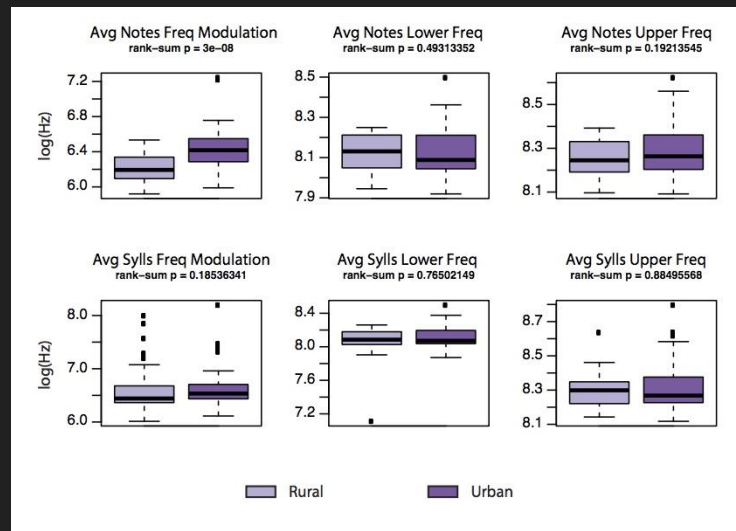 Avg Notes Freq Modulation
rank-sum p = 3e-08
Avg Notes Lower Freq
rank-sum p = 0.49313352
Avg Notes Upper Freq
rank-sum p = 0.19213545
log(Hz)
7.2
6.8
6.4
6.0
8.5
8.3
8.1
7.9
8.5
8.3
8.1
Avg Sylls Freq Modulation
rank-sum p = 0.18536341
Avg Sylls Lower Freq
rank-sum p = 0.76502149
Avg Sylls Upper Freq
rank-sum p = 0.88495568
log(Hz)
8.0
7.0
6.0
8.4
8.0
7.6
7.2
8.7
8.5
8.3
8.1
Rural
Urban